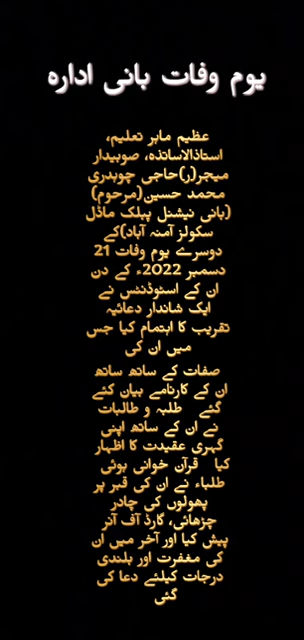 یوم وفات بانی ادارہ
عظیم ماہر تعلیم،
استاذالاساتذہ، صوبیدار
میجر(ر)حاجی چوہدری
محمد حسین(مرحوم)
(بانی نیشنل پبلک ماڈل
سکولز آمنہ آباد)کے
دوسرے یوم وفات 21
دسمبر 2022ء کے دن
ان کے اسٹوڈنٹس نے
ایک شاندار دعائیہ
تقریب کا اہتمام کیا جس
میں ان کی
صفات کے ساتھ ساتھ
ان کے کارنامے بیان کئے
گئے طلبہ و طالبات
نے ان کے ساتھ اپنی
گہری عقیدت کا اظہار
کیا قرآن خوانی ہوئی
طلباء نے ان کی قبر پر
پھولوں کی چادر
چڑھائی، گارڈ آف آنر
پیش کیا اور آخر میں ان
کی مغفرت اور بلندی
درجات کیلئے دعا کی
گئی